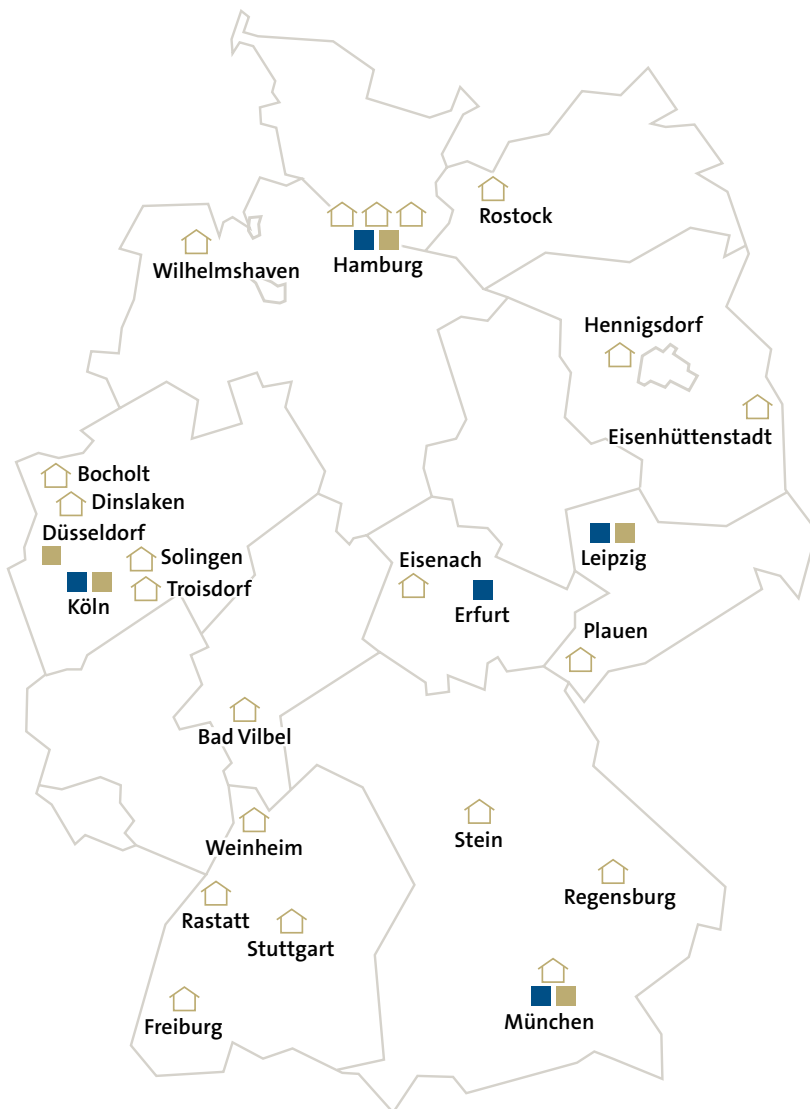 Rostock
Wilhelmshaven
Hamburg
Hennigsdorf
Eisenhüttenstadt
Bocholt
Dinslaken
Düsseldorf
Solingen
Troisdorf
Köln
Eisenach
Erfurt
Leipzig
Plauen
Bad Vilbel
Weinheim
Stein
Regensburg
Rastatt
Stuttgart
Freiburg
München